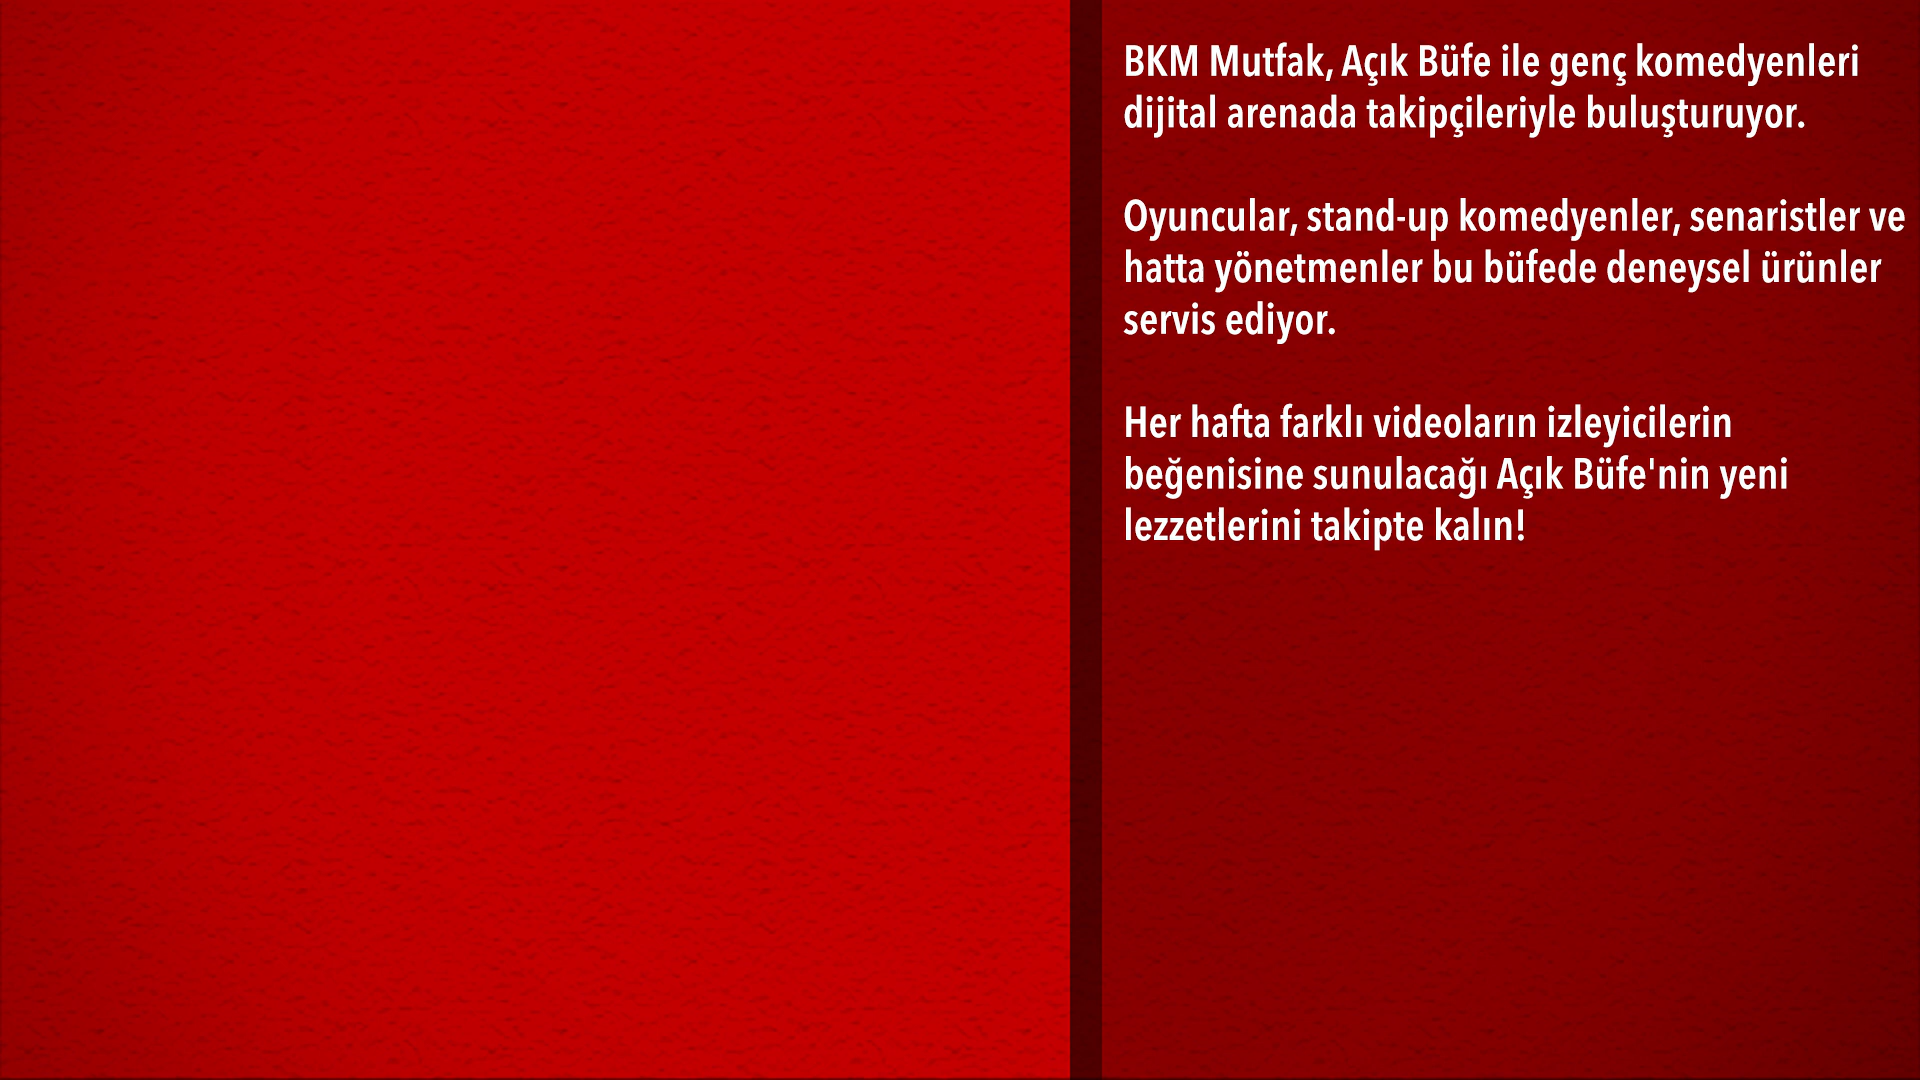 BKM Mutfak, Açık Büfe ile genç komedyenleri
dijital arenada takipçileriyle buluşturuyor.
Oyuncular, stand-up komedyenler, senaristler ve
hatta yönetmenler bu büfede deneysel ürünler
servis ediyor.
Her hafta farklı videoların izleyicilerin
beğenisine sunulacağı Açık Büfe'nin yeni
lezzetlerini takipte kalın!